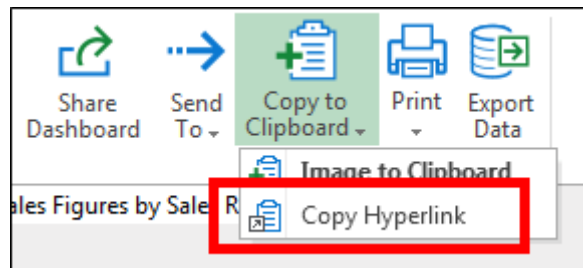 Share Dashboard
Send To
Copy to Clipboard
Print
Export Data
Image to Clipboard
Copy Hyperlink
ales Figures by Sale R